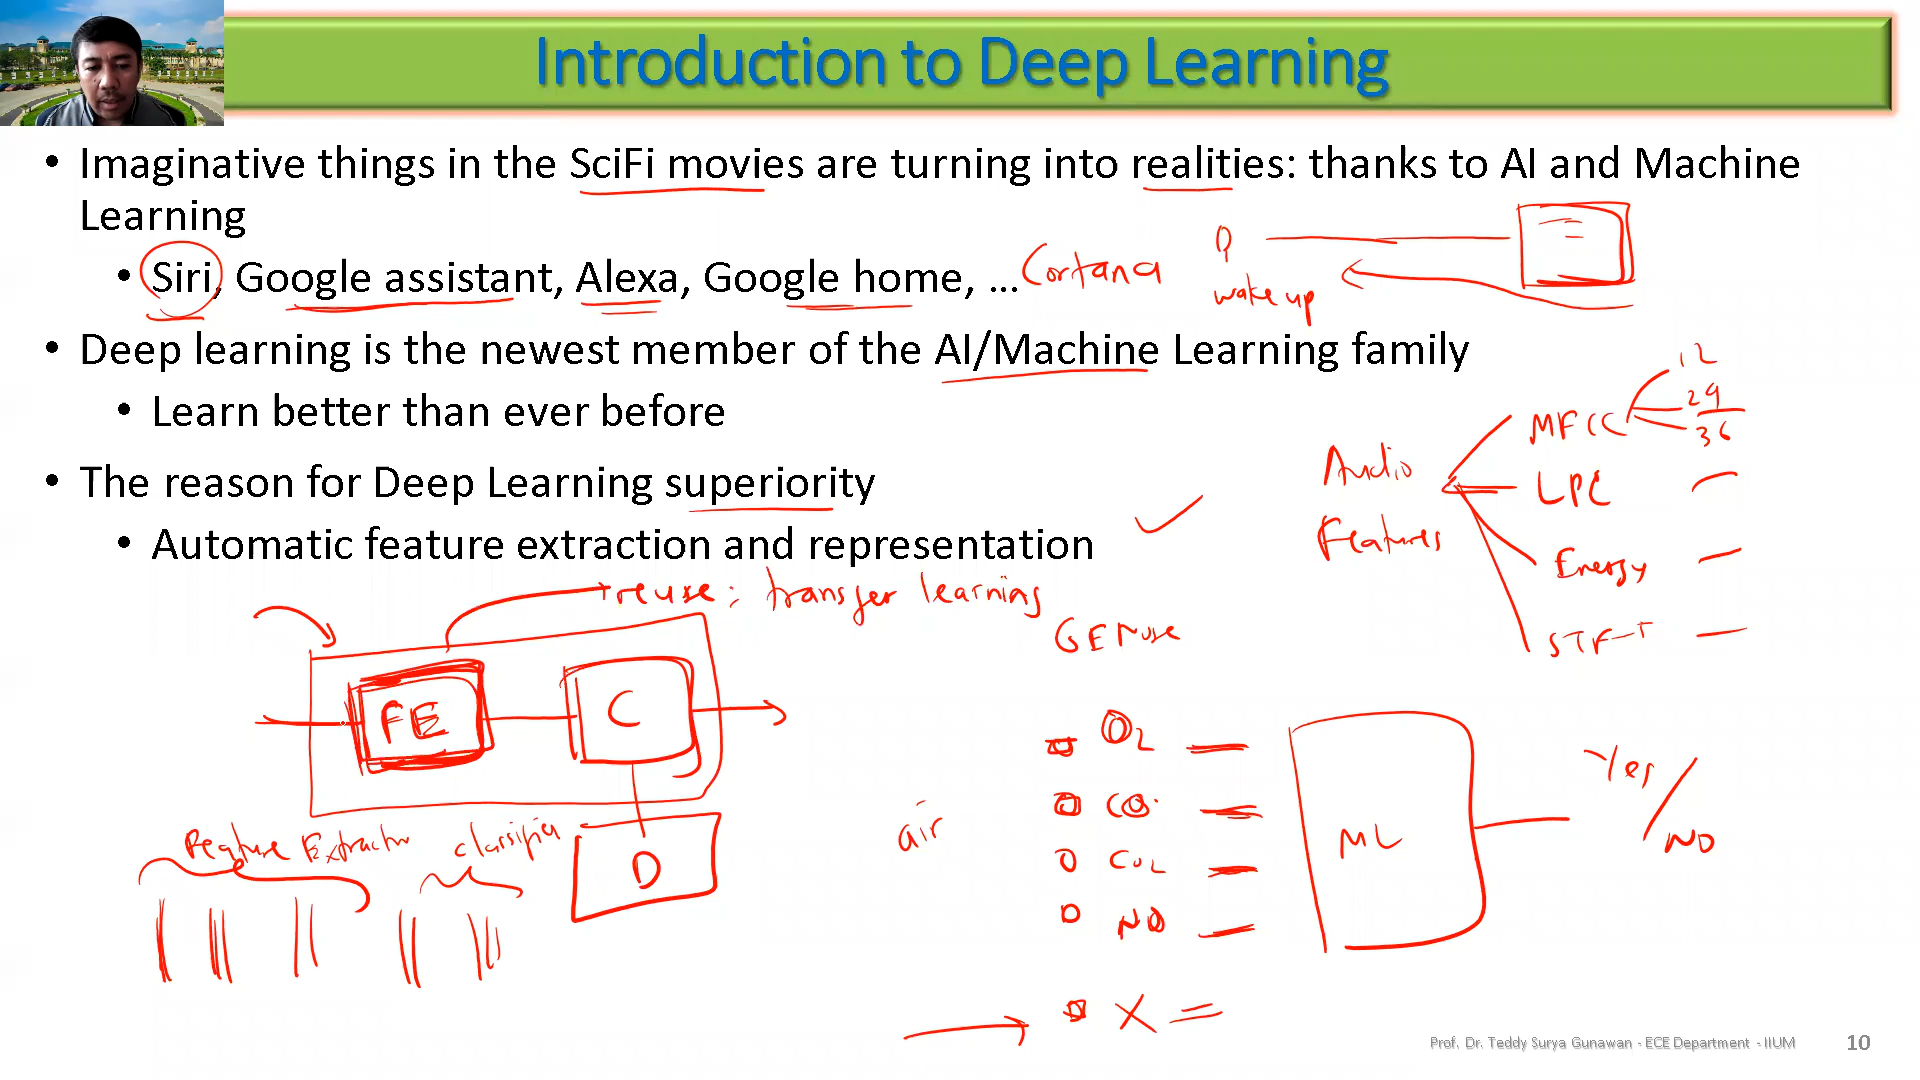 Introduction to Deep Learning
• Imaginative things in the SciFi movies are turning into realities: thanks to AI and Machine
Learning
• Siri, Google assistant, Alexa, Google home, ... Cortana
wake up
• Deep learning is the newest member of the AI/Machine Learning family
• Learn better than ever before
• The reason for Deep Learning superiority
• Automatic feature extraction and representation
Audio
Features
MFCC
12
29
36
LPC
Energy
STFT
reuse: transfer learning
FE
C
D
Feature Extractor
classifier
air
O2
CO
CO2
NO
X =
ML
Yes/
NO
Prof. Dr. Teddy Surya Gunawan - ECE Department - IIUM
10